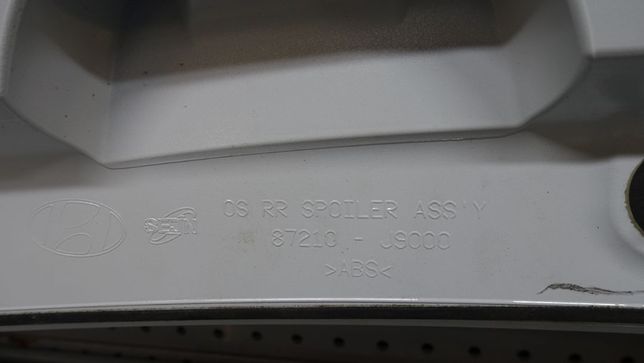 OS RR SPOILER ASS'Y
87210 - J9000
>ABS<